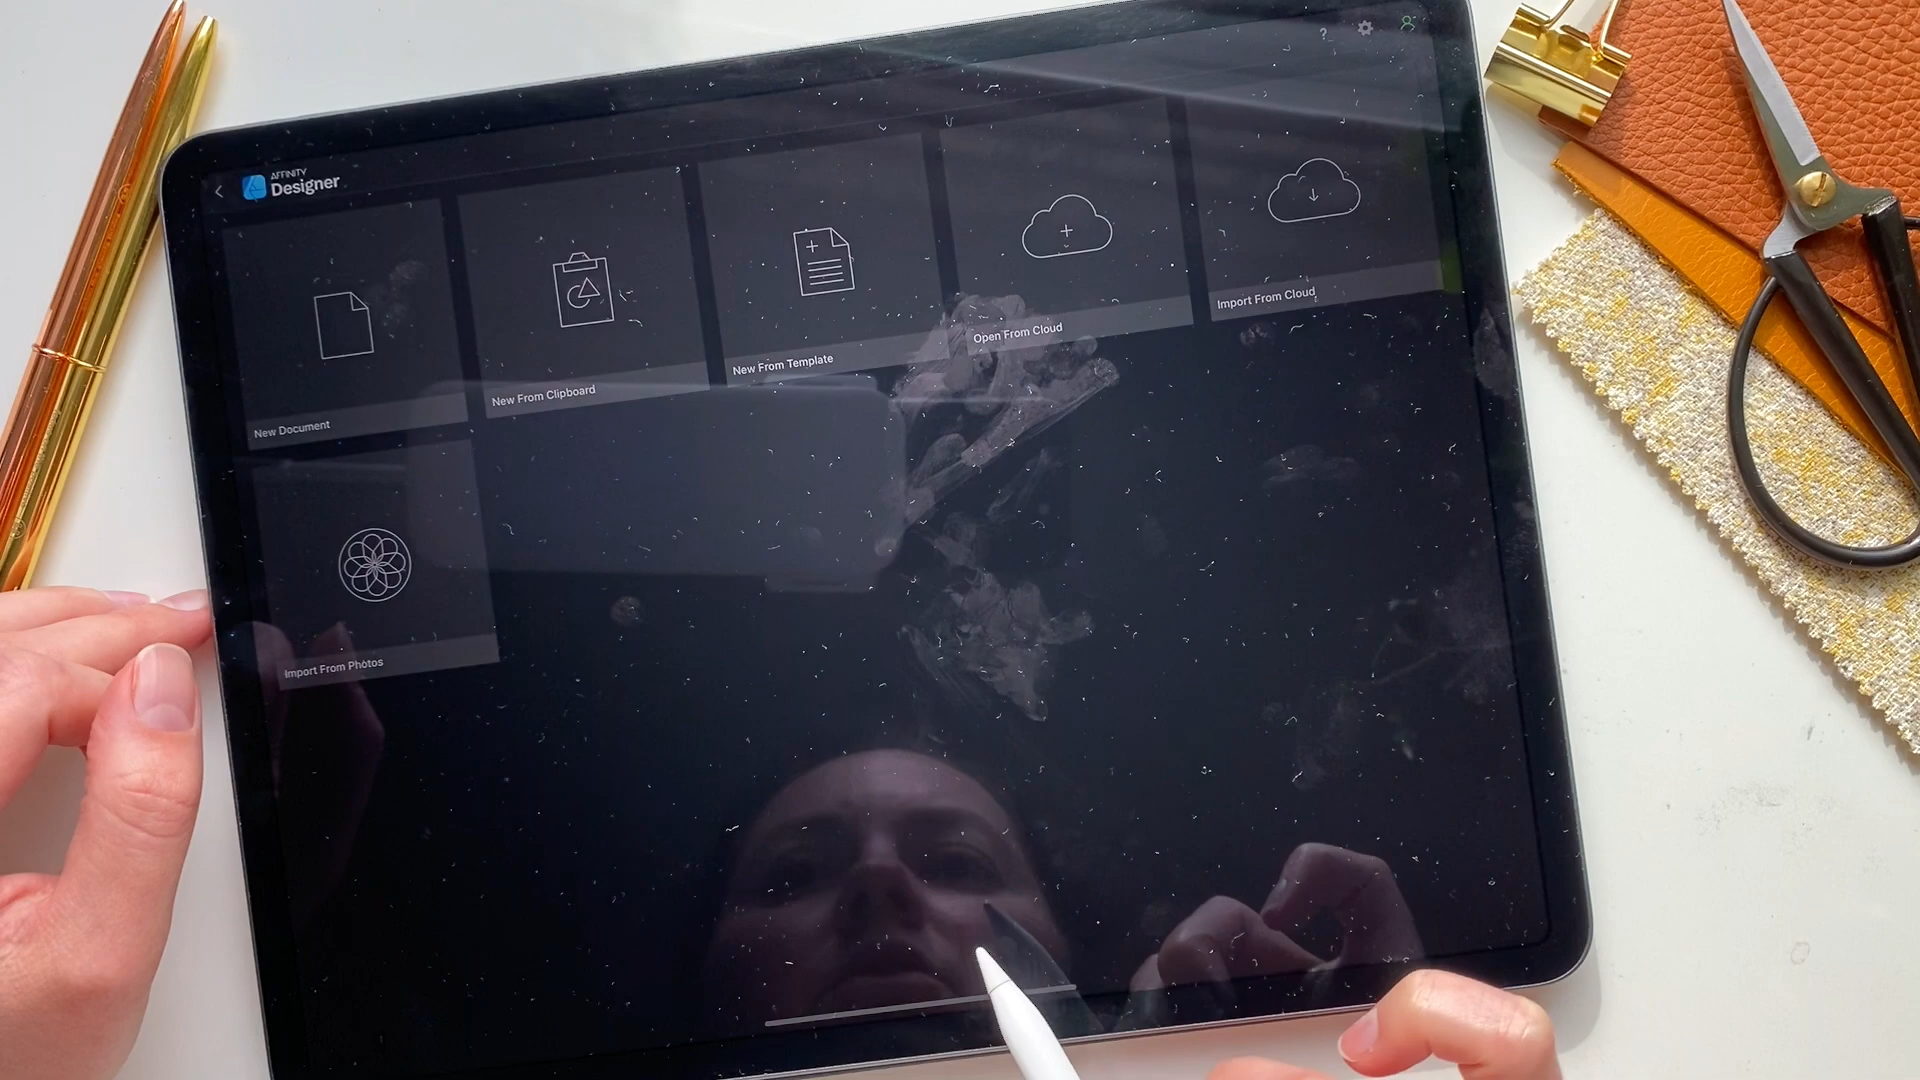 AFFINITY
Designer
?
New Document
New From Clipboard
New From Template
Open From Cloud
Import From Cloud
Import From Photos